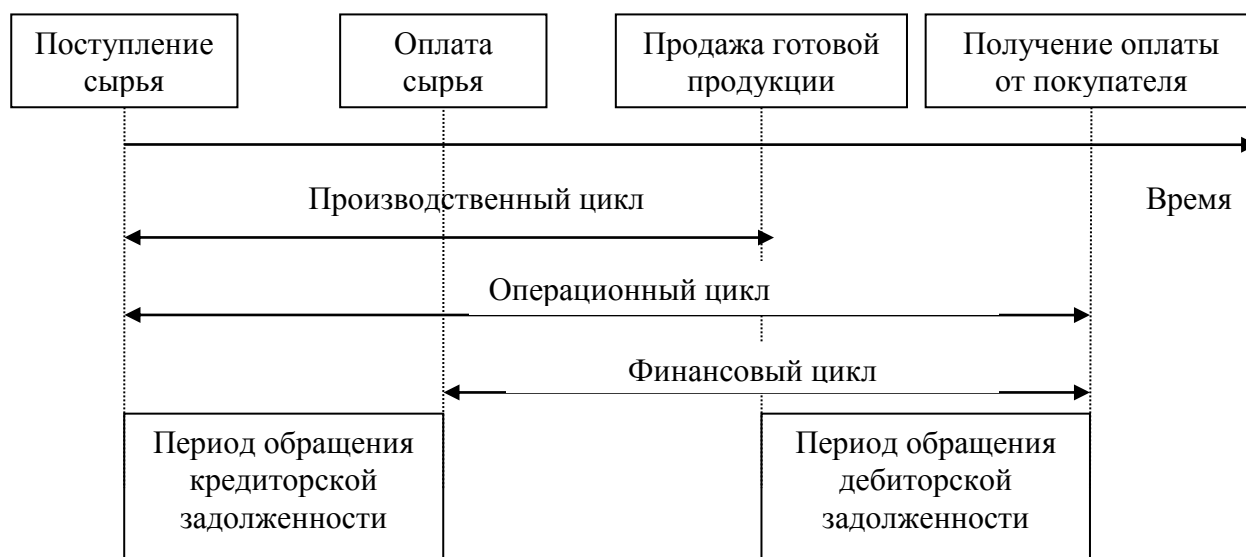 Поступление
сырья
Оплата
сырья
Продажа готовой
продукции
Получение оплаты
от покупателя
Производственный цикл
Время
Операционный цикл
Финансовый цикл
Период обращения
кредиторской
задолженности
Период обращения
дебиторской
задолженности